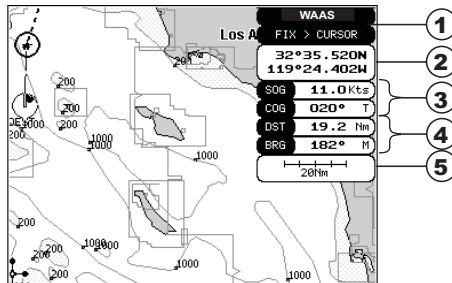 WAAS
FIX > CURSOR
Los A
32°35.520N
119°24.402W
SOG 11.0Kts
COG 020° T
DST 19.2 Nm
BRG 182° M
20Nm
1
2
3
4
5
200
200
200
200
1000
1000
1000
200
1000
200
200
1000
1000